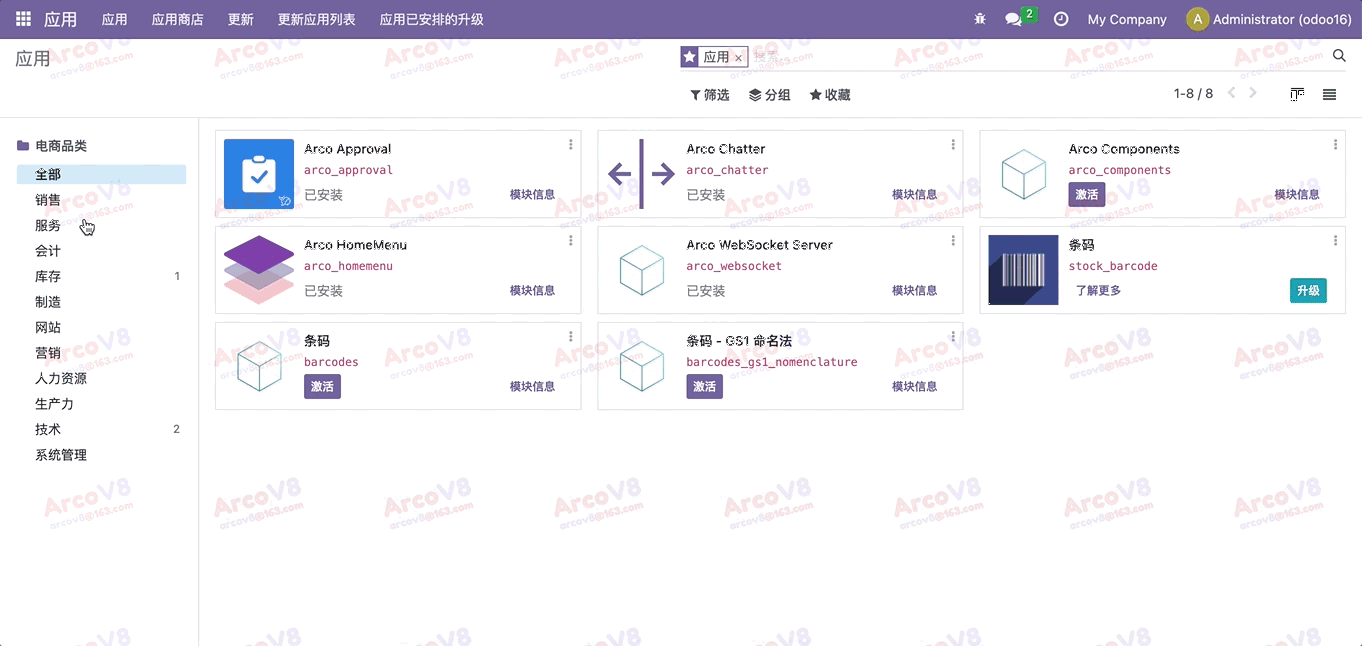 应用 应用 应用商店 更新 更新应用列表 应用已安排的升级 2 My Company A Administrator (odoo16)
应用 应用 × 搜索...
筛选 分组 收藏 1-8 / 8
电商品类
全部
销售
服务
会计
库存 1
制造
网站
营销
人力资源
生产力
技术 2
系统管理
Arco Approval
arco_approval
已安装 模块信息
Arco Chatter
arco_chatter
已安装 模块信息
Arco Components
arco_components
激活 模块信息
Arco HomeMenu
arco_homemenu
已安装 模块信息
Arco WebSocket Server
arco_websocket
已安装 模块信息
条码
stock_barcode
了解更多 升级
条码
barcodes
激活 模块信息
条码 - GS1 命名法
barcodes_gs1_nomenclature
激活 模块信息
ArcoV8
arcov8@163.com